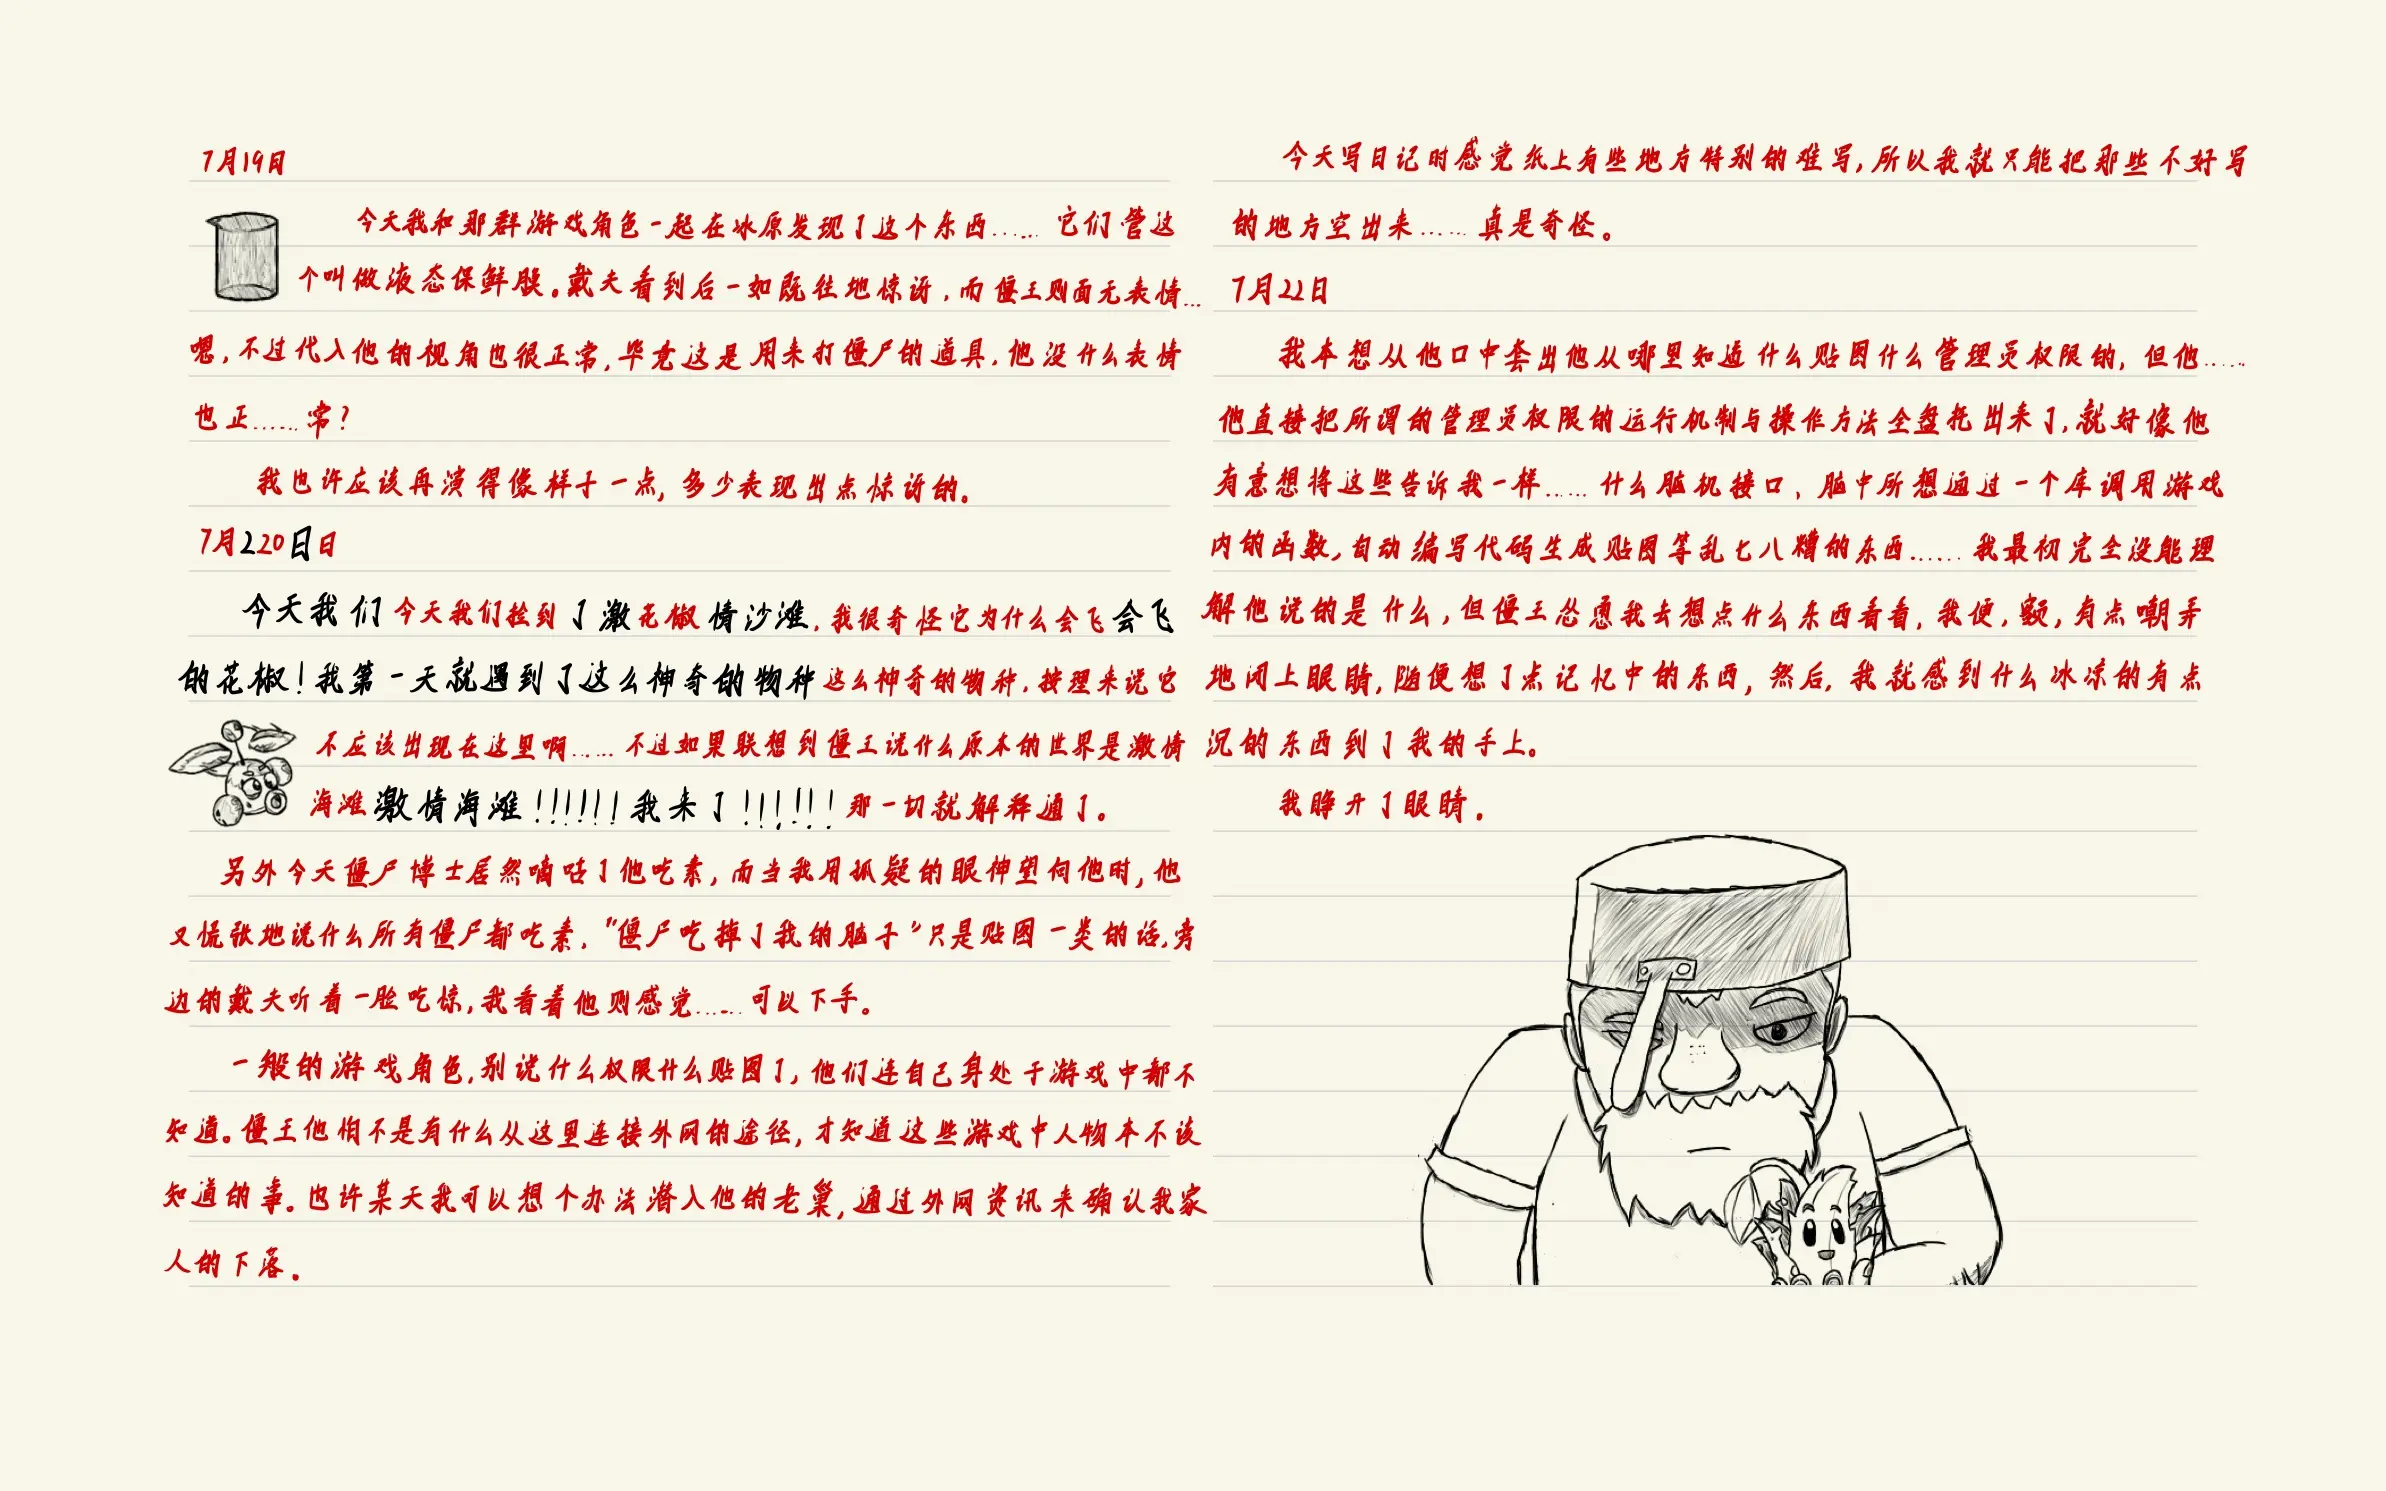 7月19日
今天我和那群游戏角色一起在冰原发现了这个东西…… 它们管这
个叫做液态保鲜膜。戴夫看到后一如既往地惊讶,而僵王则面无表情…
嗯,不过代入他的视角也很正常,毕竟这是用来打僵尸的道具,他没什么表情
也正……常?
我也许应该再演得像样子一点,多少表现出点惊讶的。
7月220日日
今天我们今天我们捡到了激花椒情沙滩,我很奇怪它为什么会飞会飞
的花椒!我第一天就遇到了这么神奇的物种这么神奇的物种,按理来说它
不应该出现在这里啊…… 不过如果联想到僵王说什么原本的世界是激情
海滩激情海滩!!!!!!我来了!!!!!!那一切就解释通了。
另外今天僵尸博士居然嘀咕了他吃素,而当我用狐疑的眼神望向他时,他
又慌张地说什么所有僵尸都吃素,“僵尸吃掉了我的脑子”只是贴图一类的话,旁
边的戴夫听着一脸吃惊,我看着他则感觉……可以下手。
一般的游戏角色,别说什么权限什么贴图了,他们连自己身处于游戏中都不
知道。僵王他怕不是有什么从这里连接外网的途径,才知道这些游戏中人物本不该
知道的事。也许某天我可以想个办法潜入他的老巢,通过外网资讯来确认我家
人的下落。
今天写日记时感觉纸上有些地方特别的难写,所以我就只能把那些不好写
的地方空出来……真是奇怪。
7月22日
我本想从他口中套出他从哪里知道什么贴图什么管理员权限的,但他……
他直接把所谓的管理员权限的运行机制与操作方法全盘托出来了,就好像他
有意想将这些告诉我一样……什么脑机接口、脑中所想通过一个库调用游戏
内的函数,自动编写代码生成贴图等乱七八糟的东西……我最初完全没能理
解他说的是什么,但僵王怂恿我去想点什么东西看看,我便,额,有点嘲弄
地闭上眼睛,随便想了点记忆中的东西,然后,我就感到什么冰凉的有点
沉的东西到了我的手上。
我睁开了眼睛.